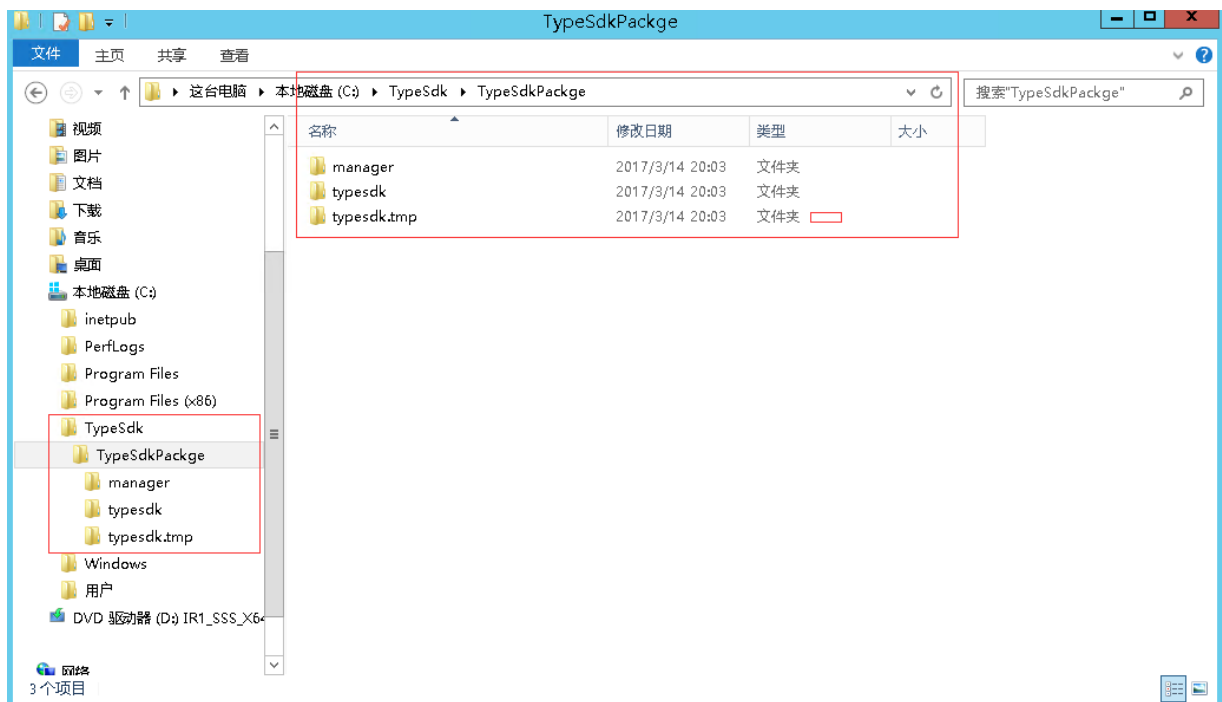 TypeSdkPackge
文件 主页 共享 查看
这台电脑 本地磁盘 (C:) TypeSdk TypeSdkPackge 搜索"TypeSdkPackge"
视频
图片
文档
下载
音乐
桌面
本地磁盘 (C:)
inetpub
PerfLogs
Program Files
Program Files (x86)
TypeSdk
TypeSdkPackge
manager
typesdk
typesdk.tmp
Windows
用户
DVD 驱动器 (D:) IR1_SSS_X64
网络
名称 修改日期 类型 大小
manager 2017/3/14 20:03 文件夹
typesdk 2017/3/14 20:03 文件夹
typesdk.tmp 2017/3/14 20:03 文件夹
3 个项目